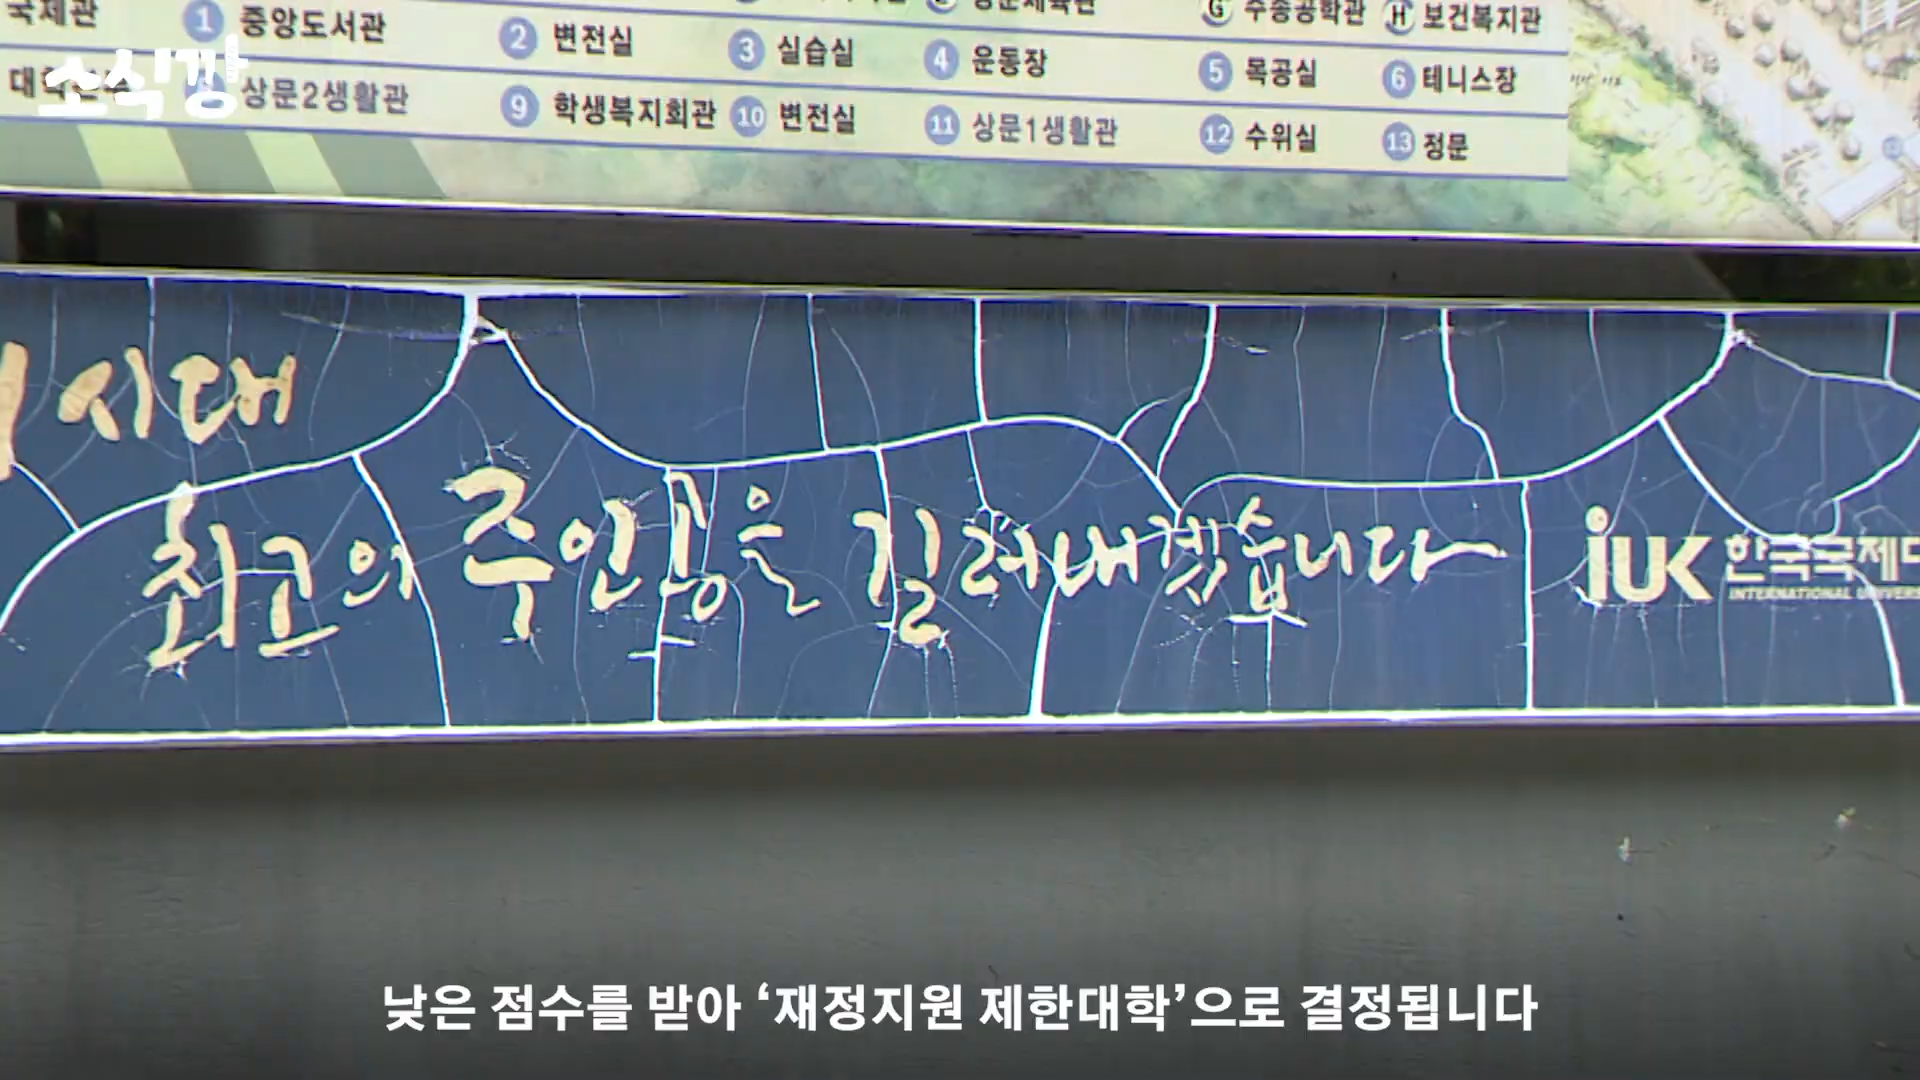 국제관 1 중앙도서관 2 변전실 3 실습실 4 운동장 5 목공실 6 테니스장
G 수송공학관 H 보건복지관
소식깡
상문2생활관 9 학생복지회관 10 변전실 11 상문1생활관 12 수위실 13 정문
시대
최고의 주인공을 길러내겠습니다
iUK 한국국제대
INTERNATIONAL
낮은 점수를 받아 ‘재정지원 제한대학’으로 결정됩니다